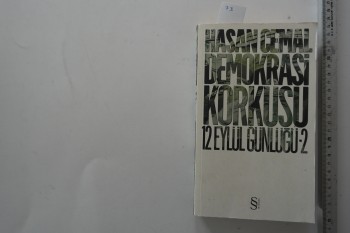 HASAN CEMAL
DEMOKRASİ
KORKUSU
12 EYLÜL GÜNLÜĞÜ-2